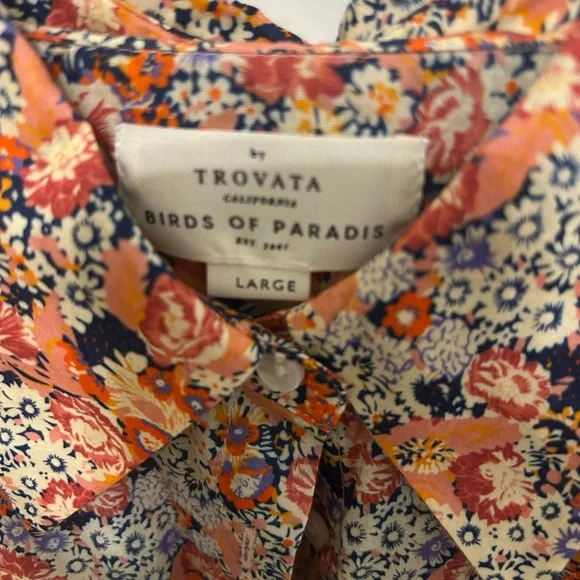 by
TROVATA
CALIFORNIA
BIRDS OF PARADIS
EST. 2007
LARGE